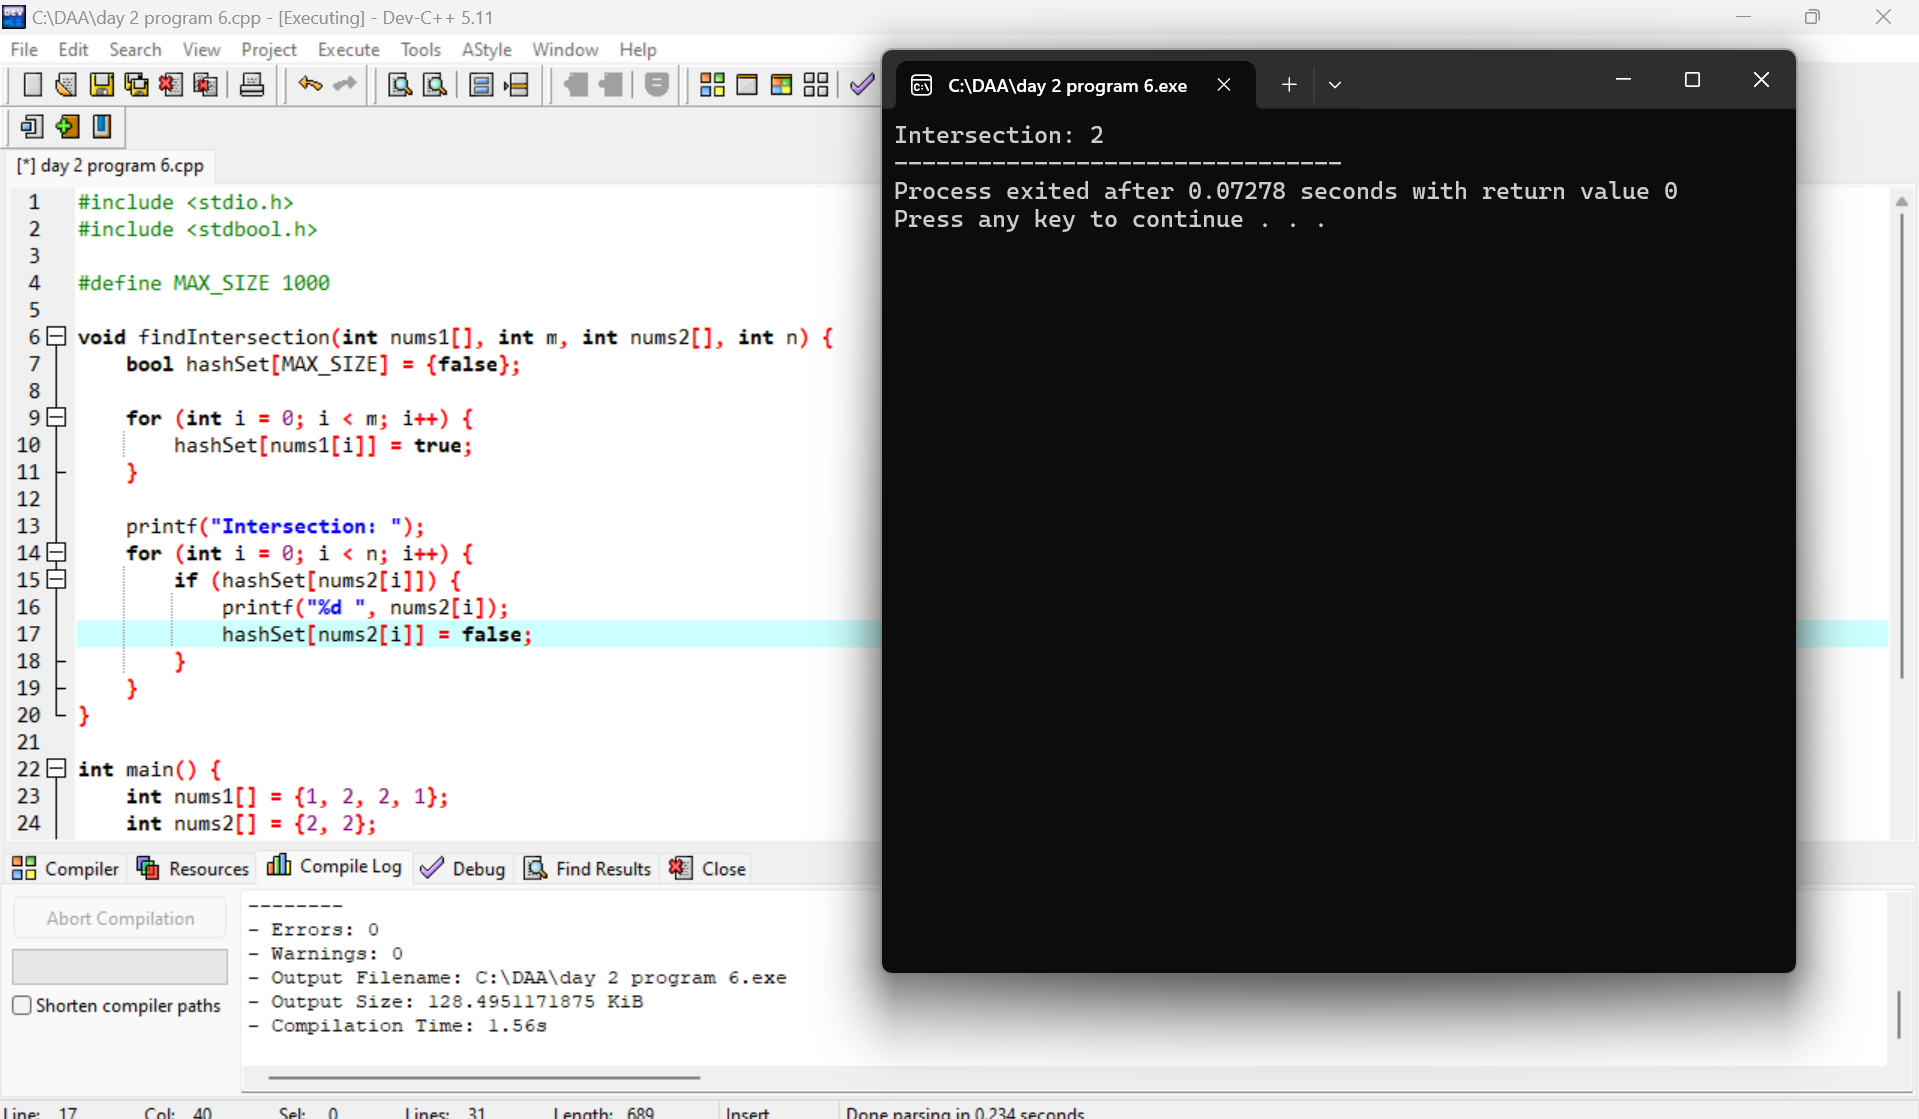 C:\DAA\day 2 program 6.cpp - [Executing] - Dev-C++ 5.11
File Edit Search View Project Execute Tools AStyle Window Help
[*] day 2 program 6.cpp
1 #include <stdio.h>
2 #include <stdbool.h>
3
4 #define MAX_SIZE 1000
5
6 void findIntersection(int nums1[], int m, int nums2[], int n) {
7 bool hashSet[MAX_SIZE] = {false};
8
9 for (int i = 0; i < m; i++) {
10 hashSet[nums1[i]] = true;
11 }
12
13 printf("Intersection: ");
14 for (int i = 0; i < n; i++) {
15 if (hashSet[nums2[i]]) {
16 printf("%d ", nums2[i]);
17 hashSet[nums2[i]] = false;
18 }
19 }
20 }
21
22 int main() {
23 int nums1[] = {1, 2, 2, 1};
24 int nums2[] = {2, 2};
C:\DAA\day 2 program 6.exe
Intersection: 2
--------------------------------
Process exited after 0.07278 seconds with return value 0
Press any key to continue . . .
Compiler Resources Compile Log Debug Find Results Close
Abort Compilation
Shorten compiler paths
--------
- Errors: 0
- Warnings: 0
- Output Filename: C:\DAA\day 2 program 6.exe
- Output Size: 128.4951171875 KiB
- Compilation Time: 1.56s
Line: 17 Col: 40 Sel: 0 Lines: 31 Length: 689 Insert Done parsing in 0.234 seconds